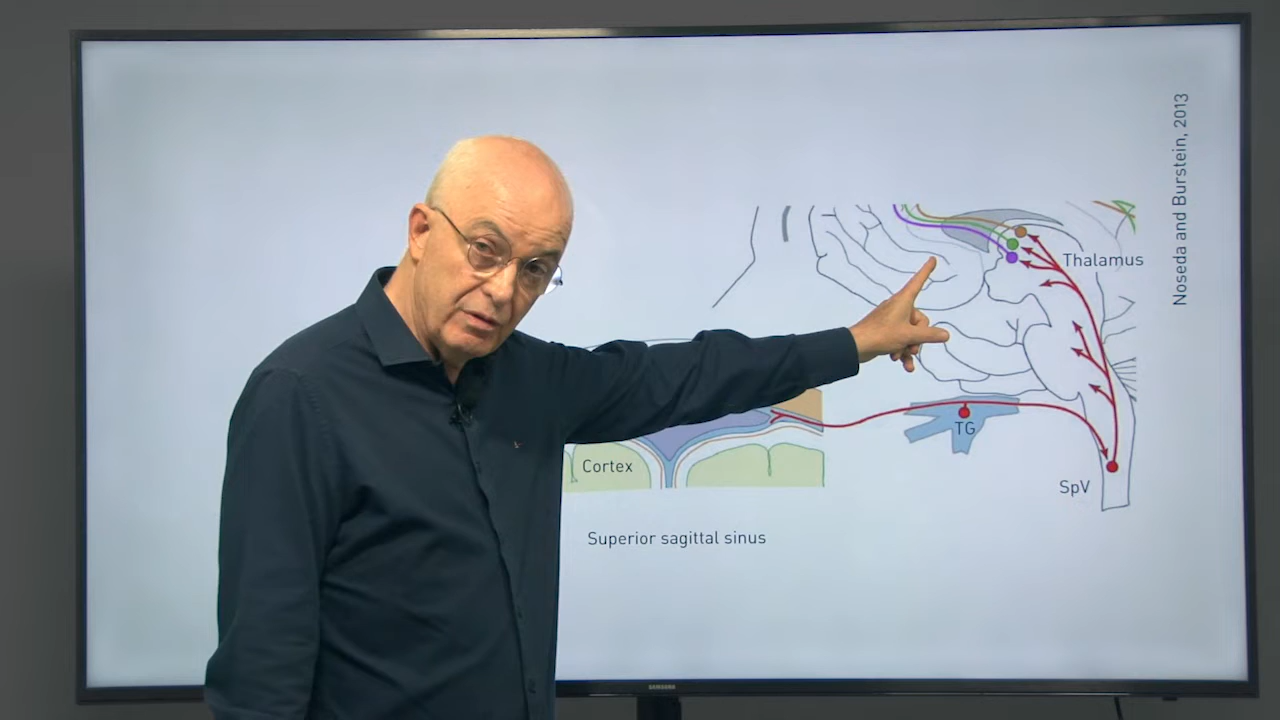 Noseda and Burstein, 2013
Thalamus
TG
Cortex
SpV
Superior sagittal sinus
SAMSUNG